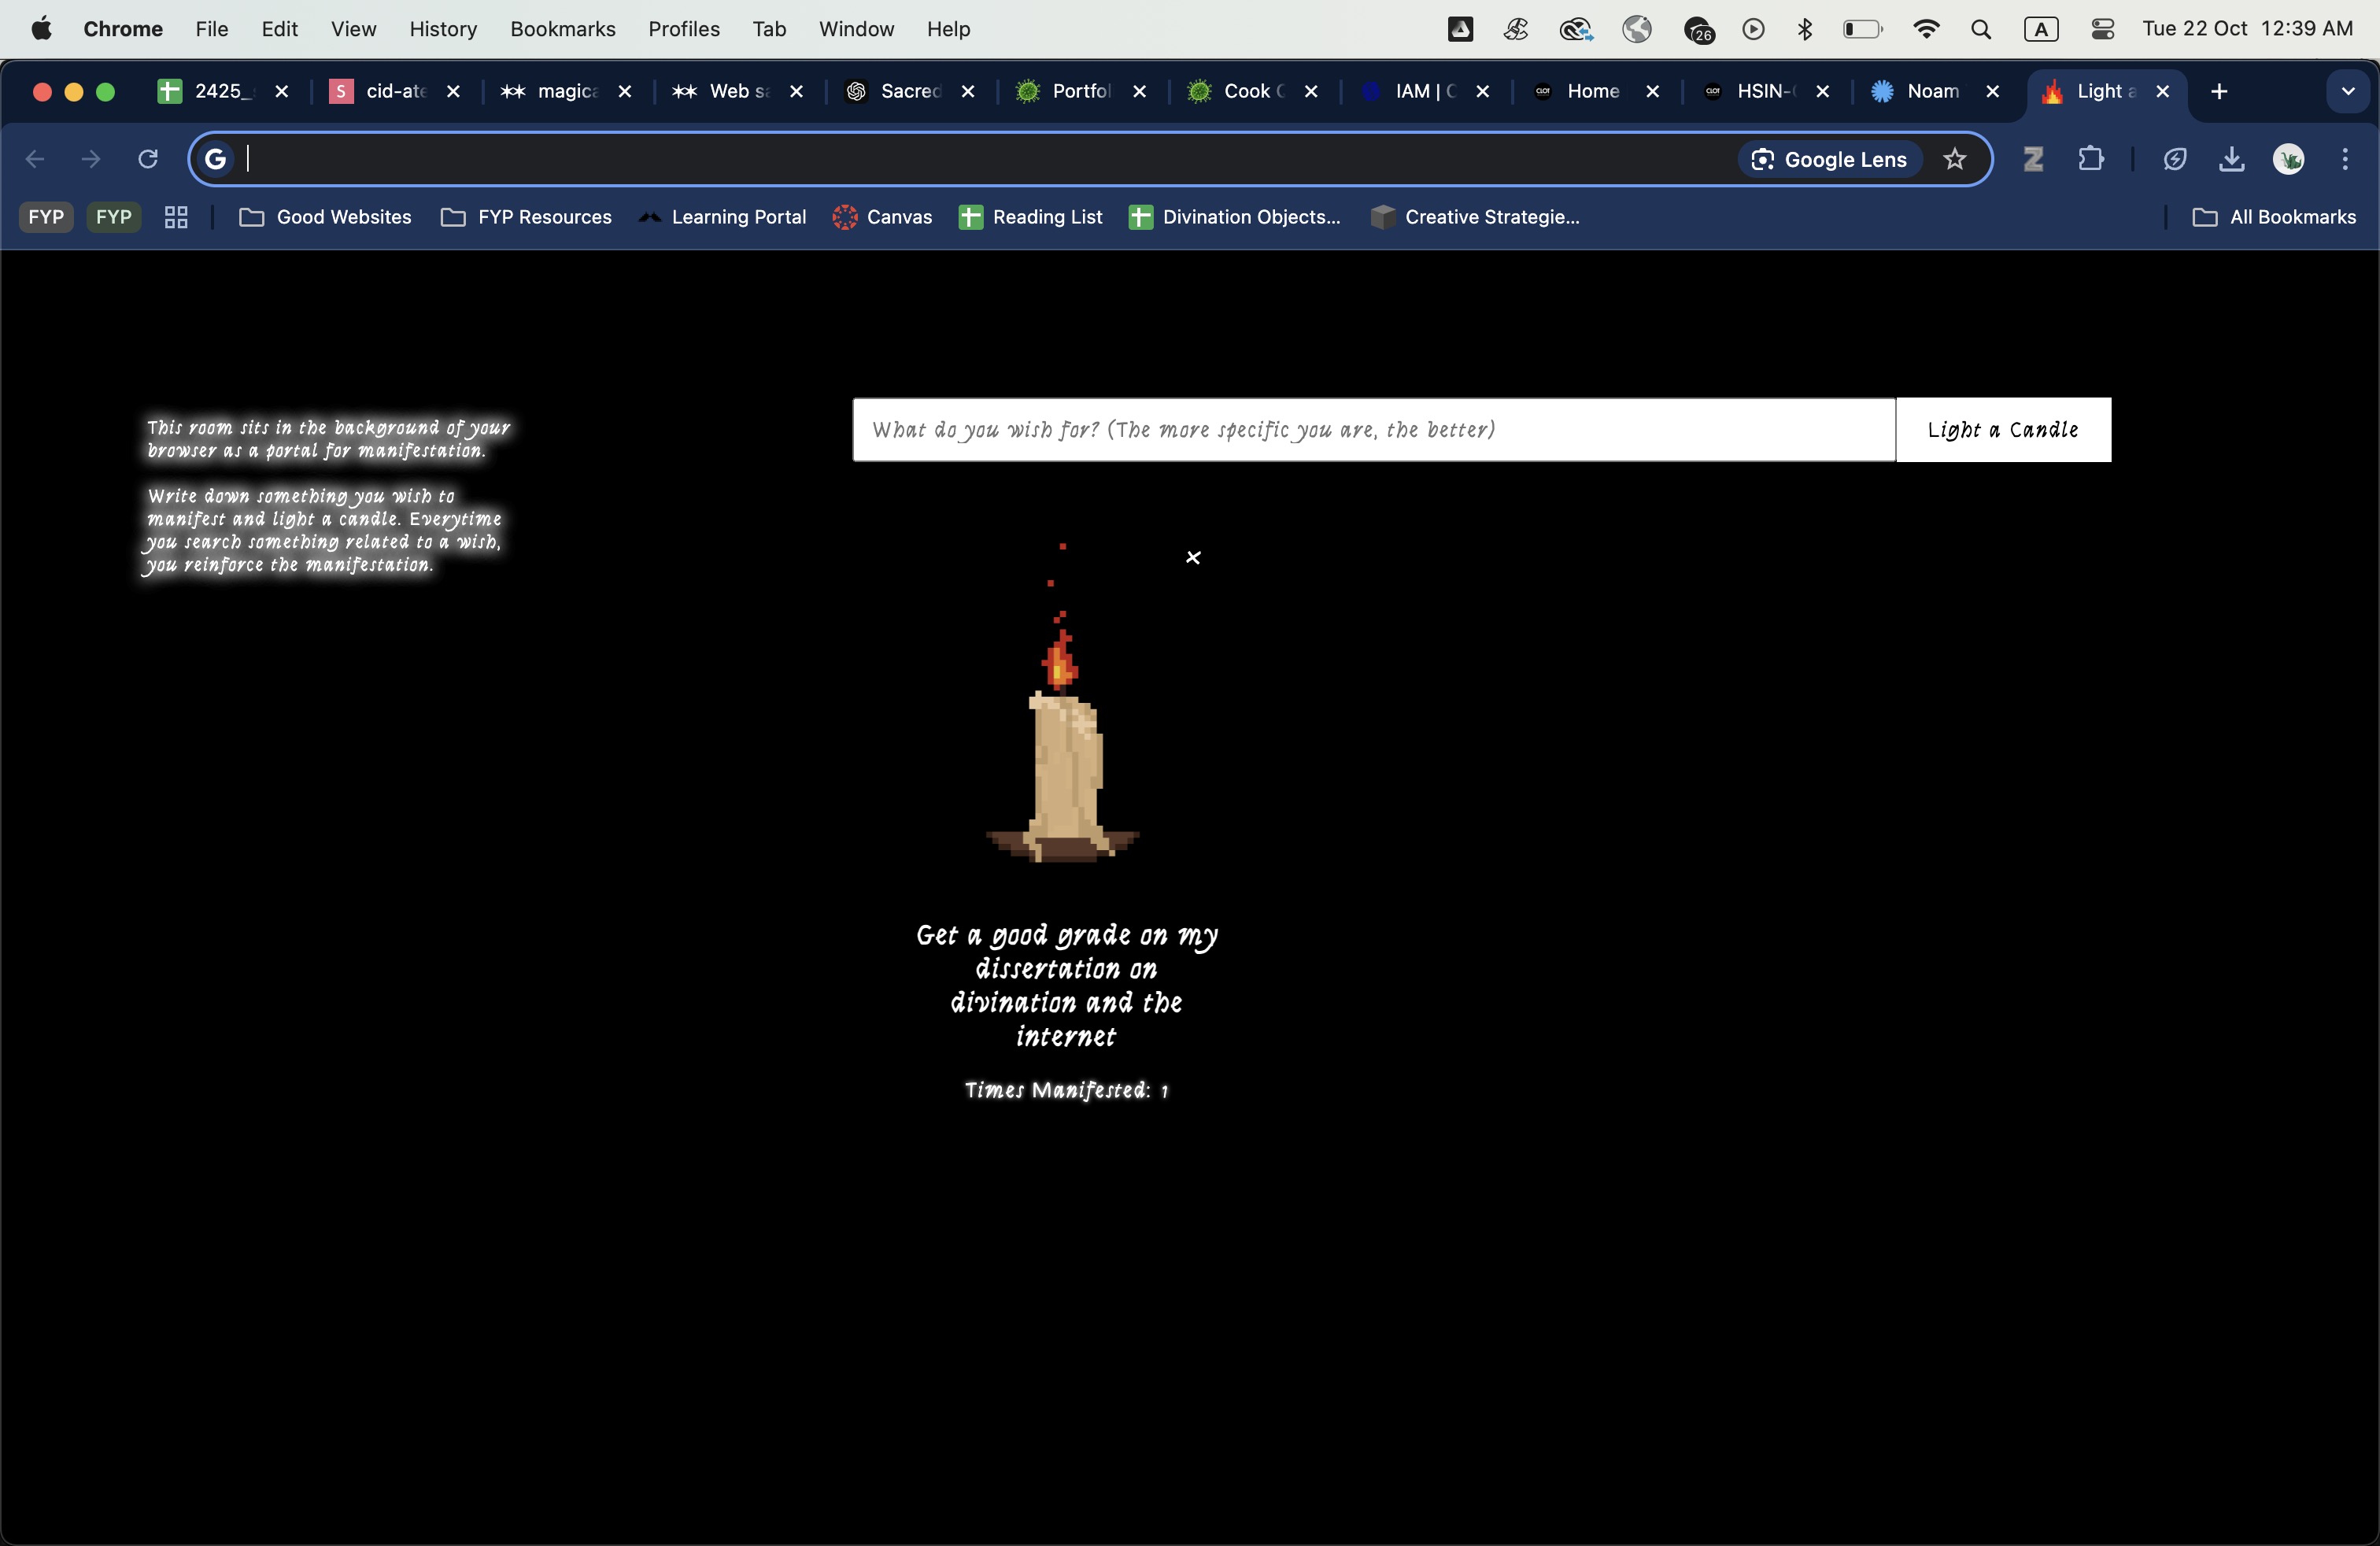 Chrome File Edit View History Bookmarks Profiles Tab Window Help 26 A Tue 22 Oct 12:39 AM
2425_ S cid-ate magica Web sa Sacred Portfol Cook C IAM | C CLOT Home CLOT HSIN-C Noam Light a
G Google Lens Z
FYP FYP Good Websites FYP Resources Learning Portal Canvas Reading List Divination Objects... Creative Strategie... All Bookmarks
What do you wish for? (The more specific you are, the better) Light a Candle
This room sits in the background of your
browser as a portal for manifestation.
Write down something you wish to
manifest and light a candle. Everytime
you search something related to a wish,
you reinforce the manifestation.
Get a good grade on my
dissertation on
divination and the
internet
Times Manifested: 1